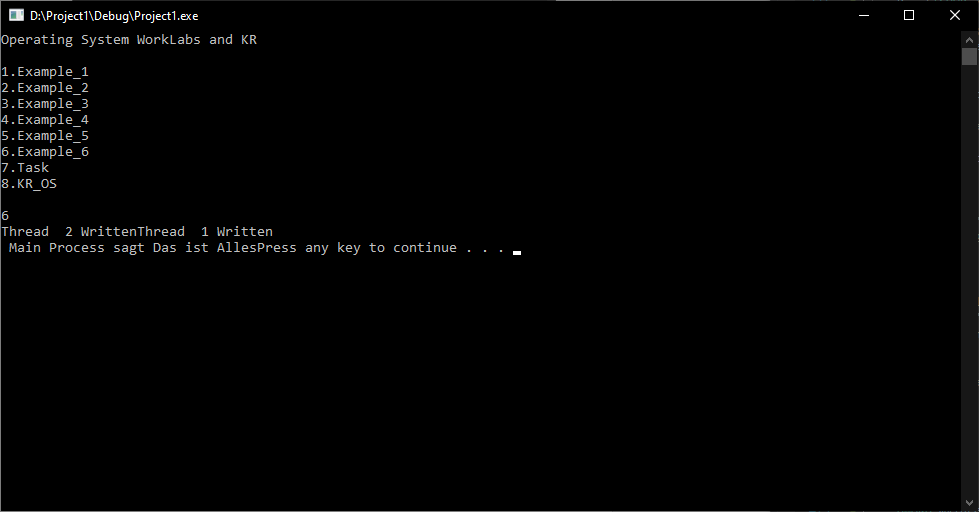 D:\Project1\Debug\Project1.exe
Operating System WorkLabs and KR
1.Example_1
2.Example_2
3.Example_3
4.Example_4
5.Example_5
6.Example_6
7.Task
8.KR_OS
6
Thread  2 WrittenThread  1 Written
 Main Process sagt Das ist AllesPress any key to continue . . .